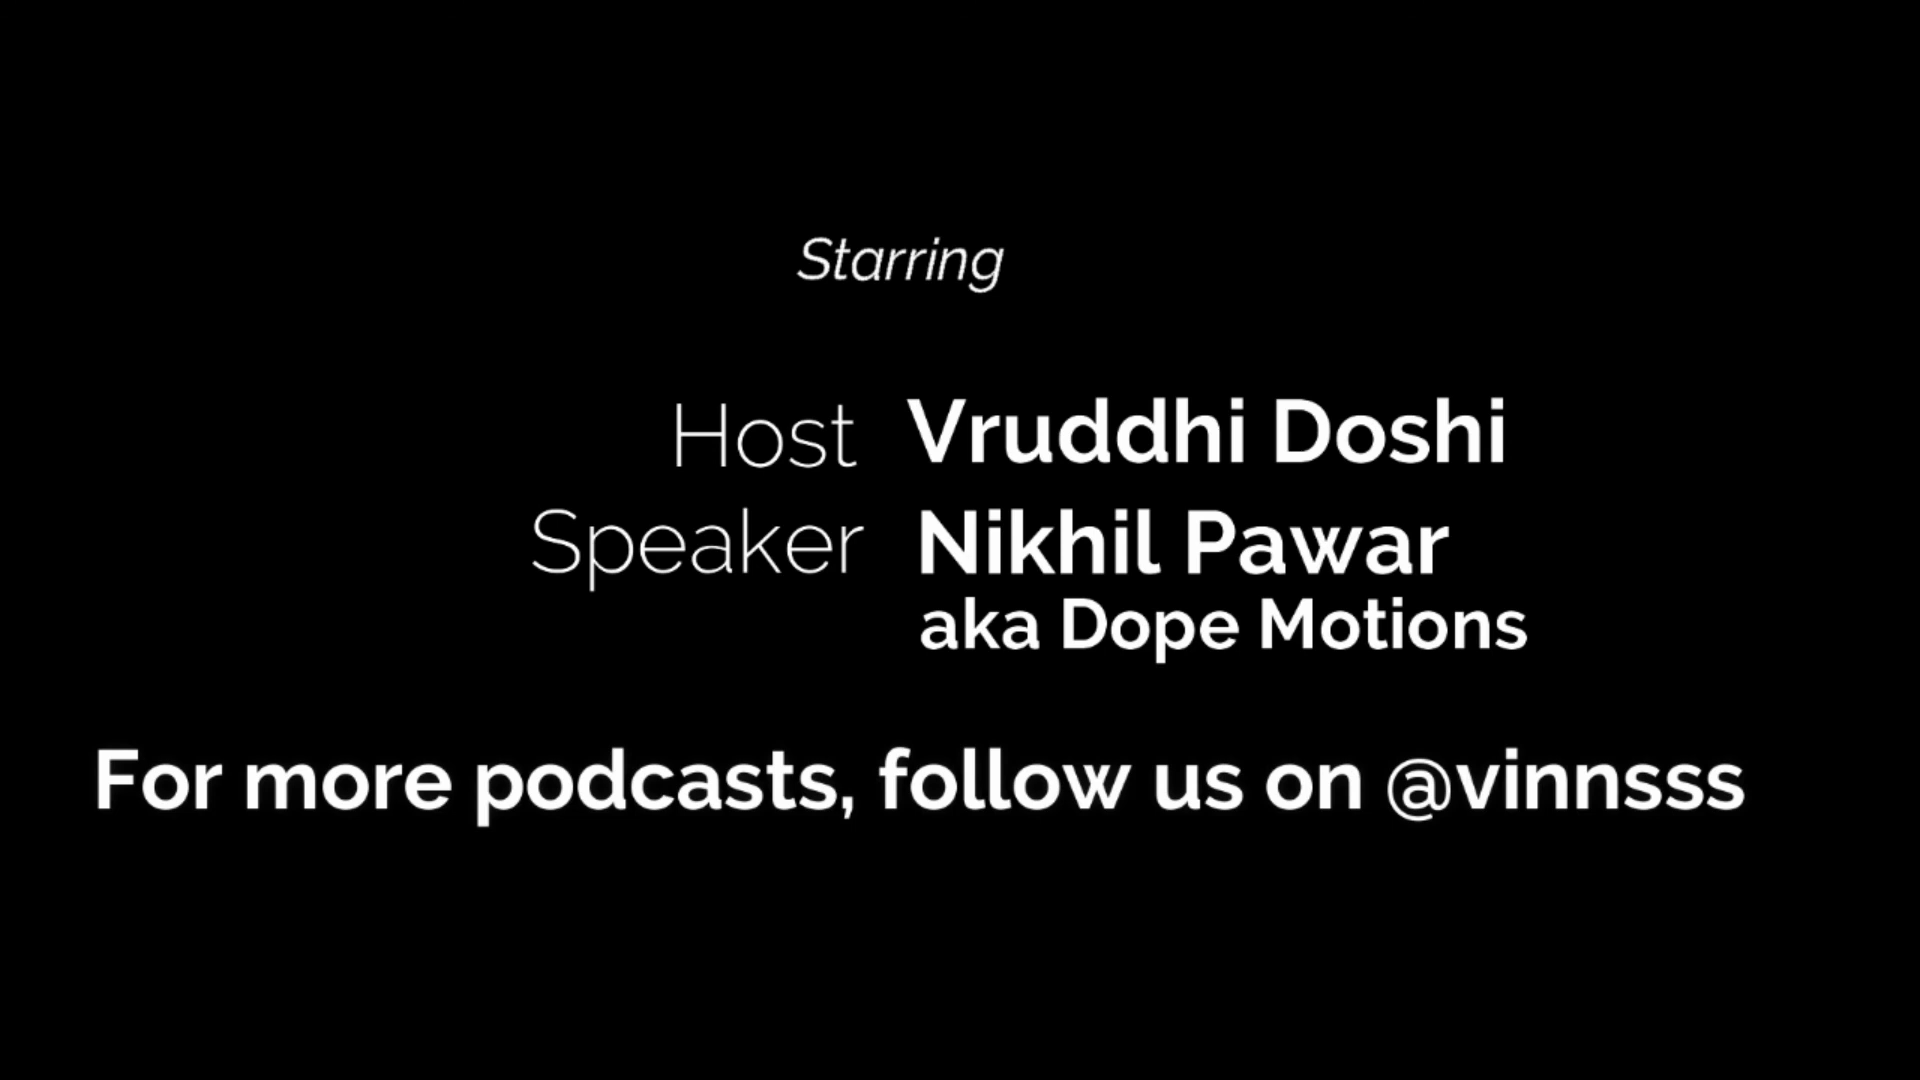 Starring
Host Vruddhi Doshi
Speaker Nikhil Pawar
aka Dope Motions
For more podcasts, follow us on @vinnsss